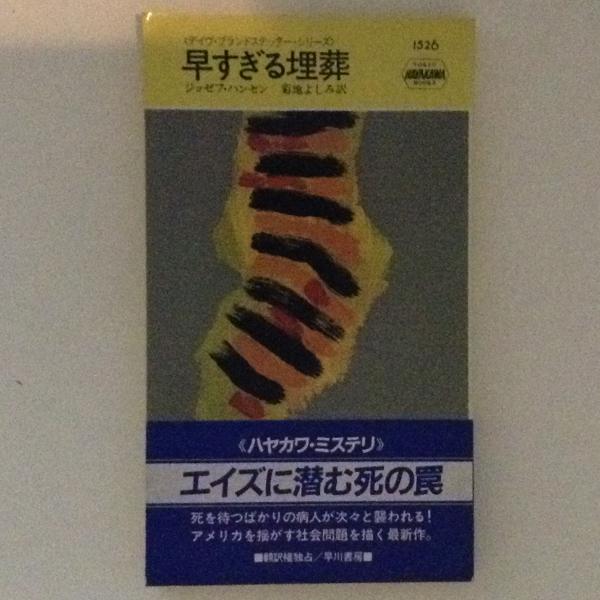 〈デイヴ・ブランドステッター・シリーズ〉
早すぎる埋葬
ジョゼフ・ハンセン 菊地よしみ訳
1526
TOKYO
HAYAKAWA
BOOKS
《ハヤカワ・ミステリ》
エイズに潜む死の罠
死を待つばかりの病人が次々と襲われる!
アメリカを揺がす社会問題を描く最新作。
■翻訳権独占/早川書房■